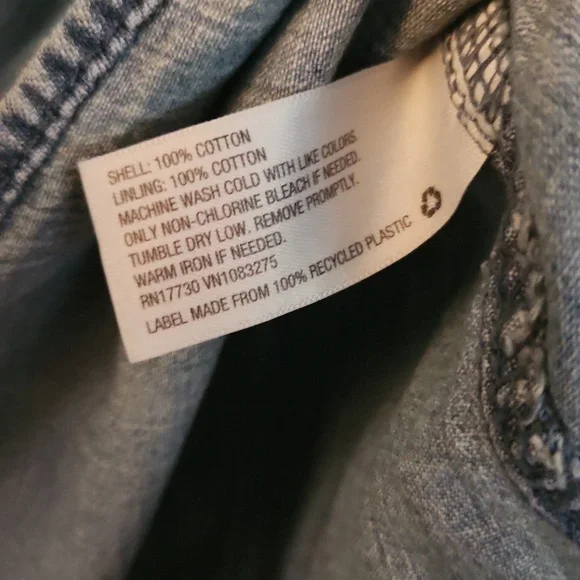 SHELL: 100% COTTON
LINLING: 100% COTTON
MACHINE WASH COLD WITH LIKE COLORS.
ONLY NON-CHLORINE BLEACH IF NEEDED.
TUMBLE DRY LOW. REMOVE PROMPTLY.
WARM IRON IF NEEDED.
RN17730 VN1083275
LABEL MADE FROM 100% RECYCLED PLASTIC